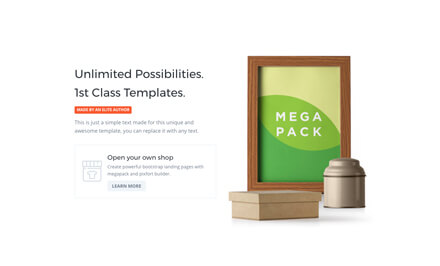 Unlimited Possibilities.
1st Class Templates.
MADE BY AN ELITE AUTHOR
This is just a simple text made for this unique and
awesome template, you can replace it with any text.
Open your own shop
Create powerful bootstrap landing pages with
megapack and pixfort builder.
LEARN MORE
MEGA
PACK